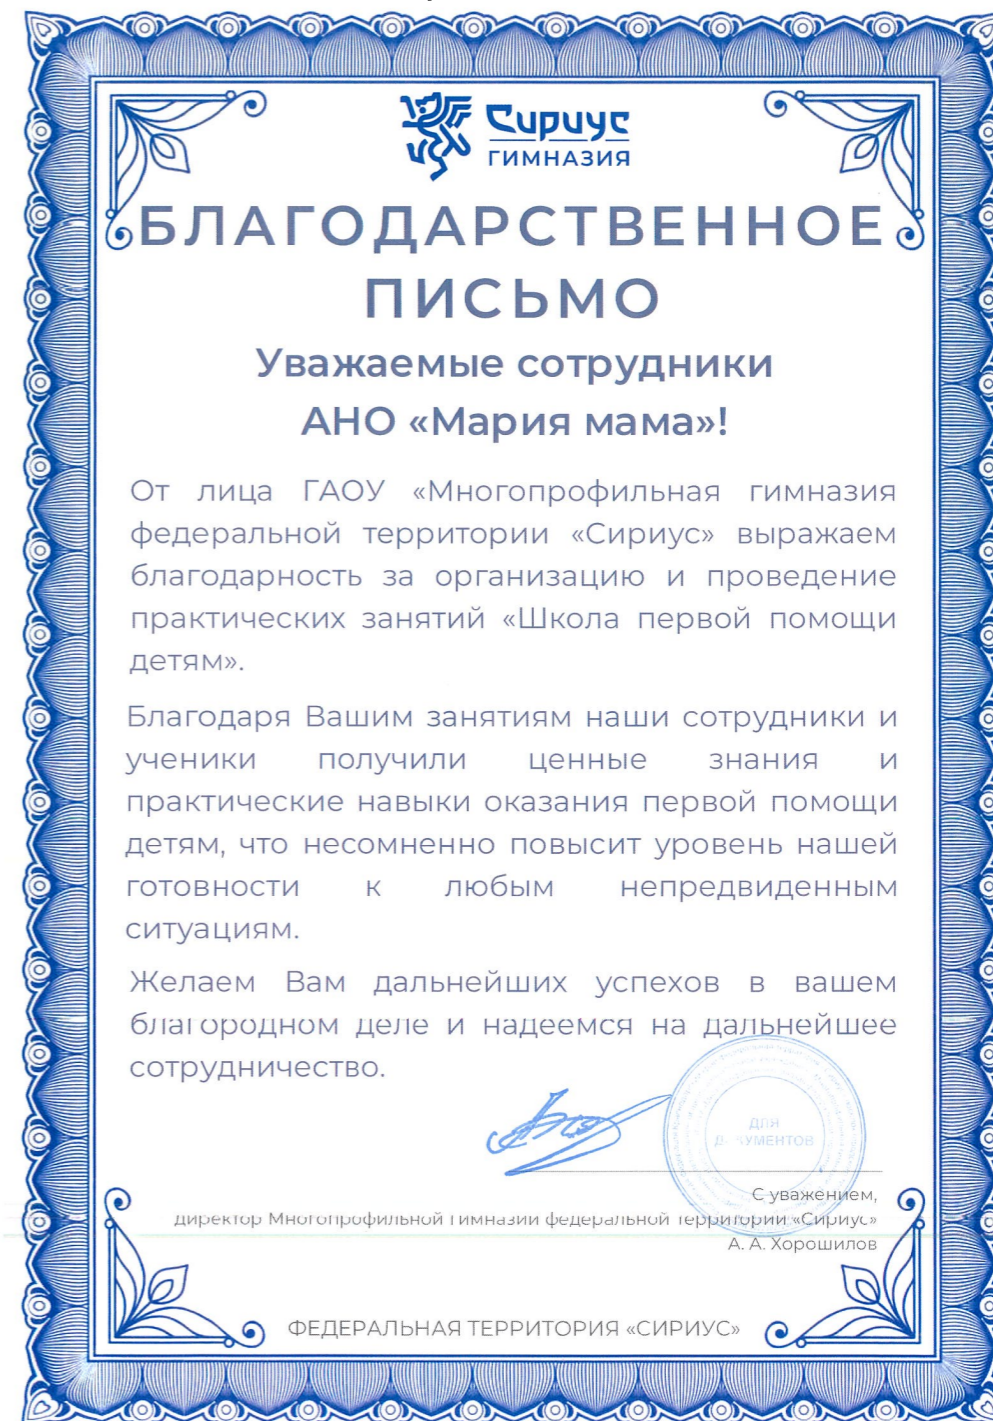 Сириус
ГИМНАЗИЯ
БЛАГОДАРСТВЕННОЕ
ПИСЬМО
Уважаемые сотрудники
АНО «Мария мама»!
От лица ГАОУ «Многопрофильная гимназия
федеральной территории «Сириус» выражаем
благодарность за организацию и проведение
практических занятий «Школа первой помощи
детям».
Благодаря Вашим занятиям наши сотрудники и
ученики получили ценные знания и
практические навыки оказания первой помощи
детям, что несомненно повысит уровень нашей
готовности к любым непредвиденным
ситуациям.
Желаем Вам дальнейших успехов в вашем
благородном деле и надеемся на дальнейшее
сотрудничество.
ДЛЯ
ДОКУМЕНТОВ
С уважением,
директор Многопрофильной гимназии федеральной территории «Сириус»
А. А. Хорошилов
ФЕДЕРАЛЬНАЯ ТЕРРИТОРИЯ «СИРИУС»